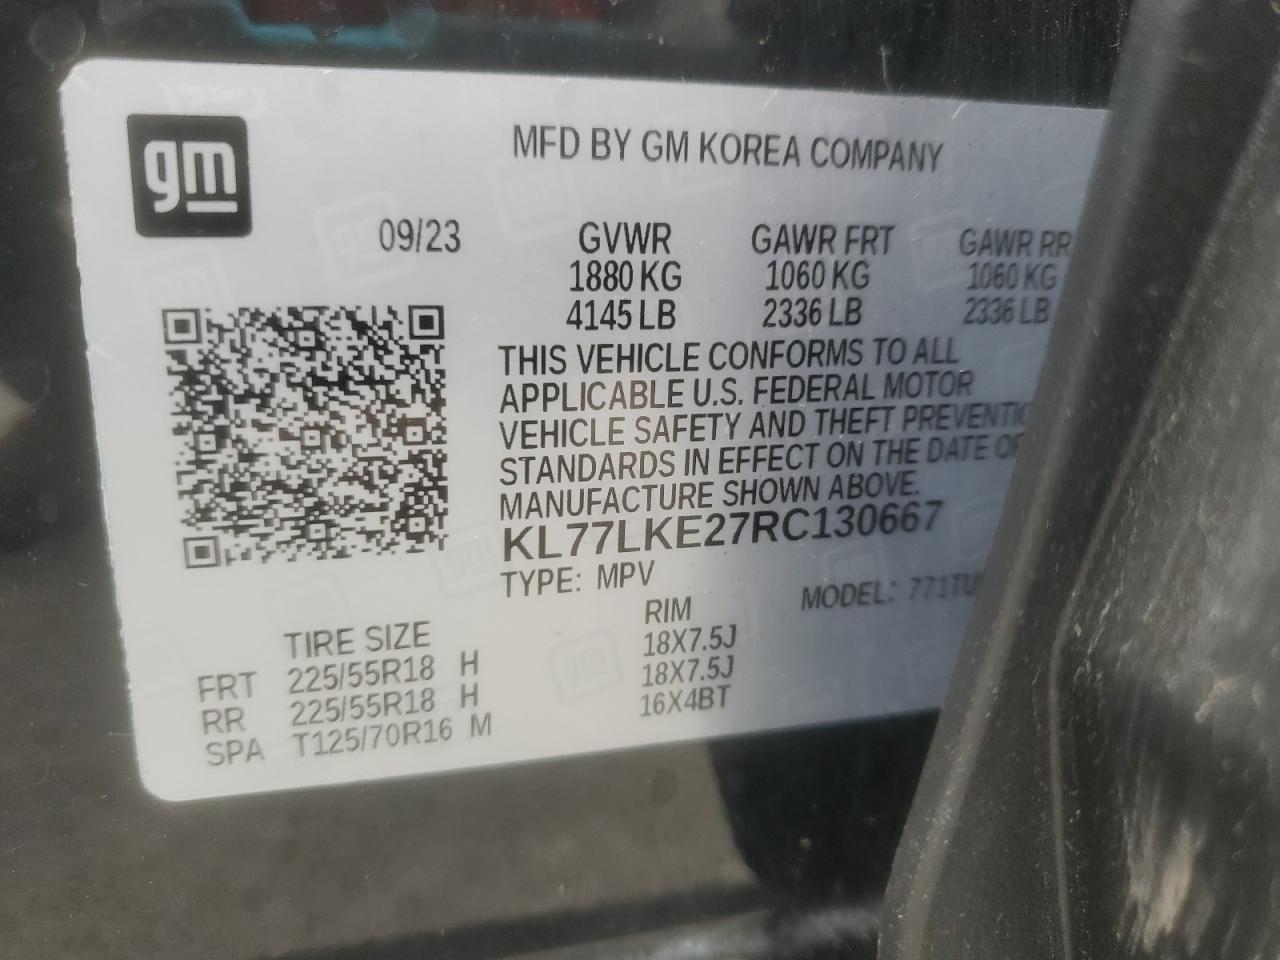 gm
MFD BY GM KOREA COMPANY
09/23 GVWR GAWR FRT GAWR RR
1880 KG 1060 KG 1060 KG
4145 LB 2336 LB 2336 LB
THIS VEHICLE CONFORMS TO ALL
APPLICABLE U.S. FEDERAL MOTOR
VEHICLE SAFETY AND THEFT PREVENTIO
STANDARDS IN EFFECT ON THE DATE OF
MANUFACTURE SHOWN ABOVE.
KL77LKE27RC130667
TYPE: MPV MODEL: 771TU
TIRE SIZE RIM
FRT 225/55R18 H 18X7.5J
RR 225/55R18 H 18X7.5J
SPA T125/70R16 M 16X4BT